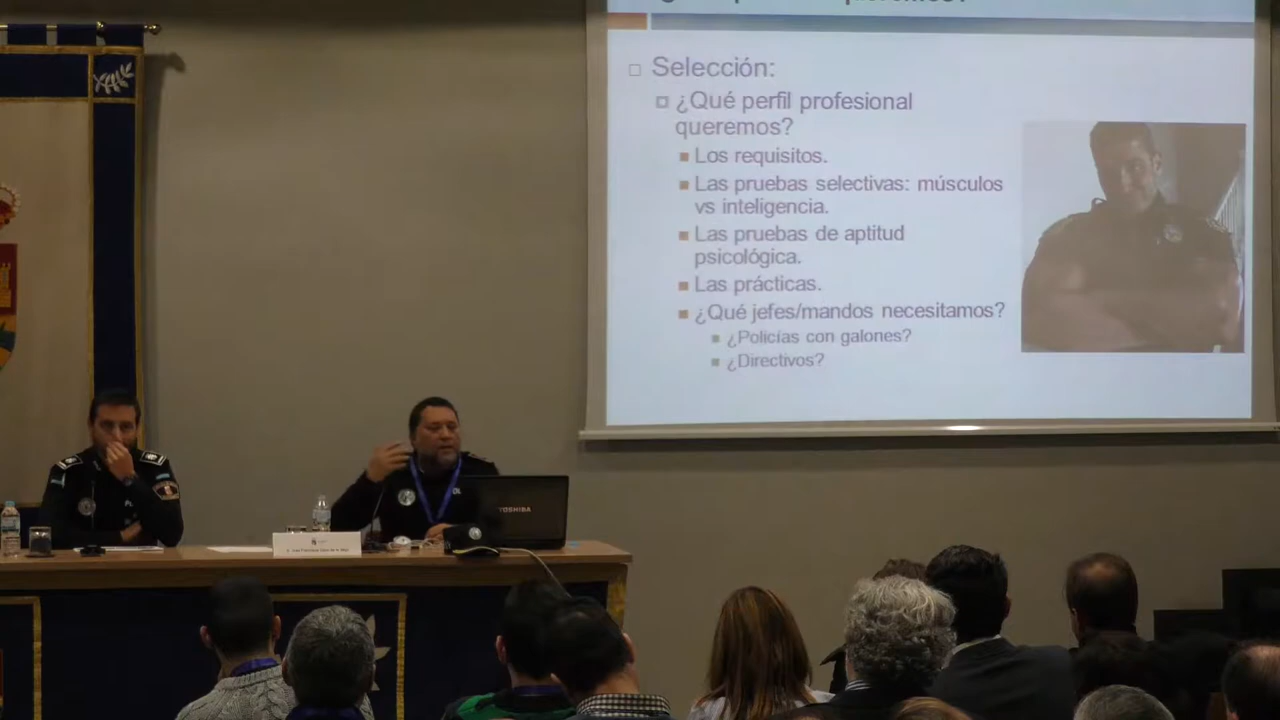 queremos?
Selección:
¿Qué perfil profesional
queremos?
Los requisitos.
Las pruebas selectivas: músculos
vs inteligencia.
Las pruebas de aptitud
psicológica.
Las prácticas.
¿Qué jefes/mandos necesitamos?
¿Policías con galones?
¿Directivos?
TOSHIBA